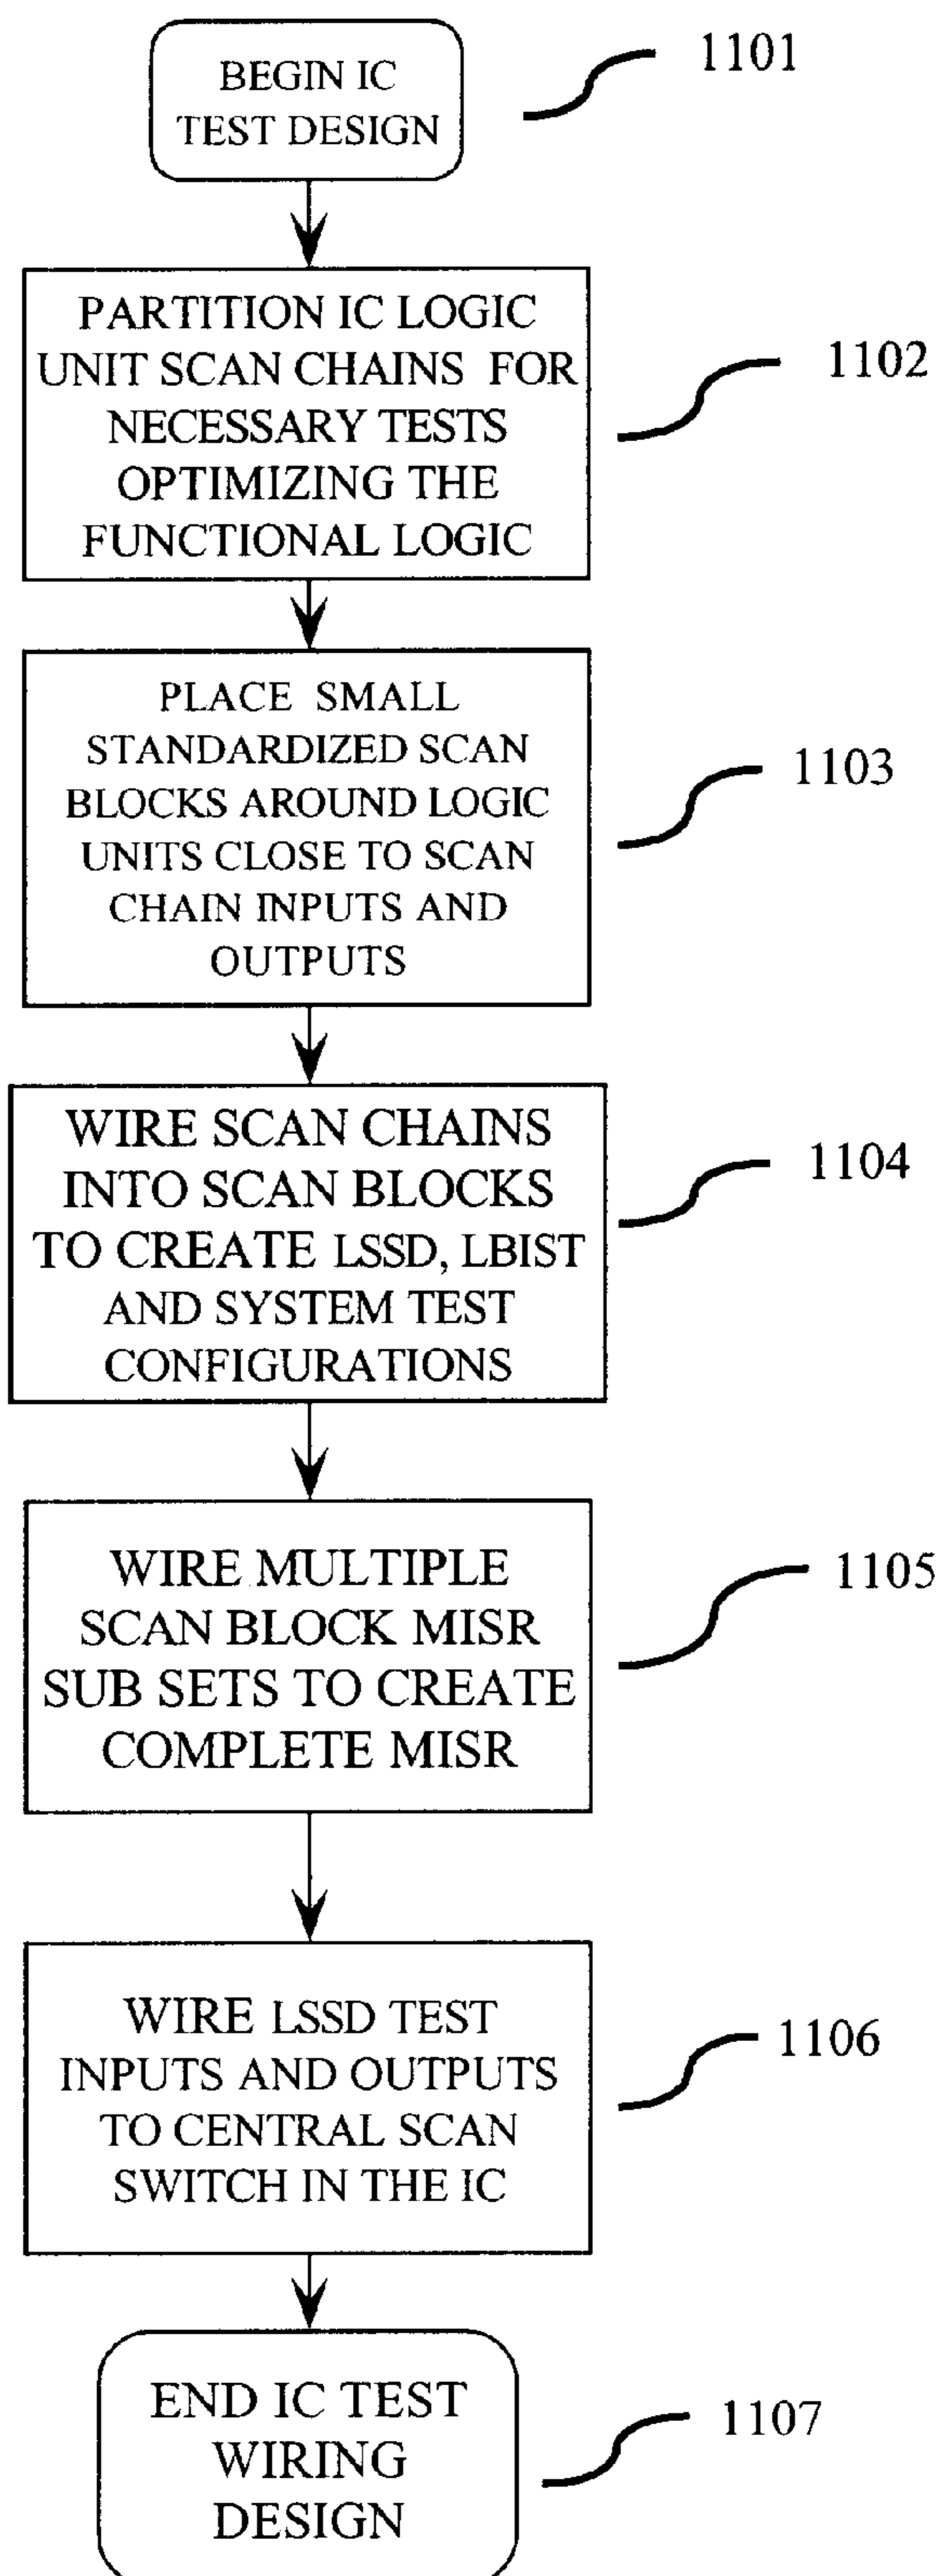 BEGIN IC
TEST DESIGN
1101
PARTITION IC LOGIC
UNIT SCAN CHAINS FOR
NECESSARY TESTS
OPTIMIZING THE
FUNCTIONAL LOGIC
1102
PLACE SMALL
STANDARDIZED SCAN
BLOCKS AROUND LOGIC
UNITS CLOSE TO SCAN
CHAIN INPUTS AND
OUTPUTS
1103
WIRE SCAN CHAINS
INTO SCAN BLOCKS
TO CREATE LSSD, LBIST
AND SYSTEM TEST
CONFIGURATIONS
1104
WIRE MULTIPLE
SCAN BLOCK MISR
SUB SETS TO CREATE
COMPLETE MISR
1105
WIRE LSSD TEST
INPUTS AND OUTPUTS
TO CENTRAL SCAN
SWITCH IN THE IC
1106
END IC TEST
WIRING
DESIGN
1107